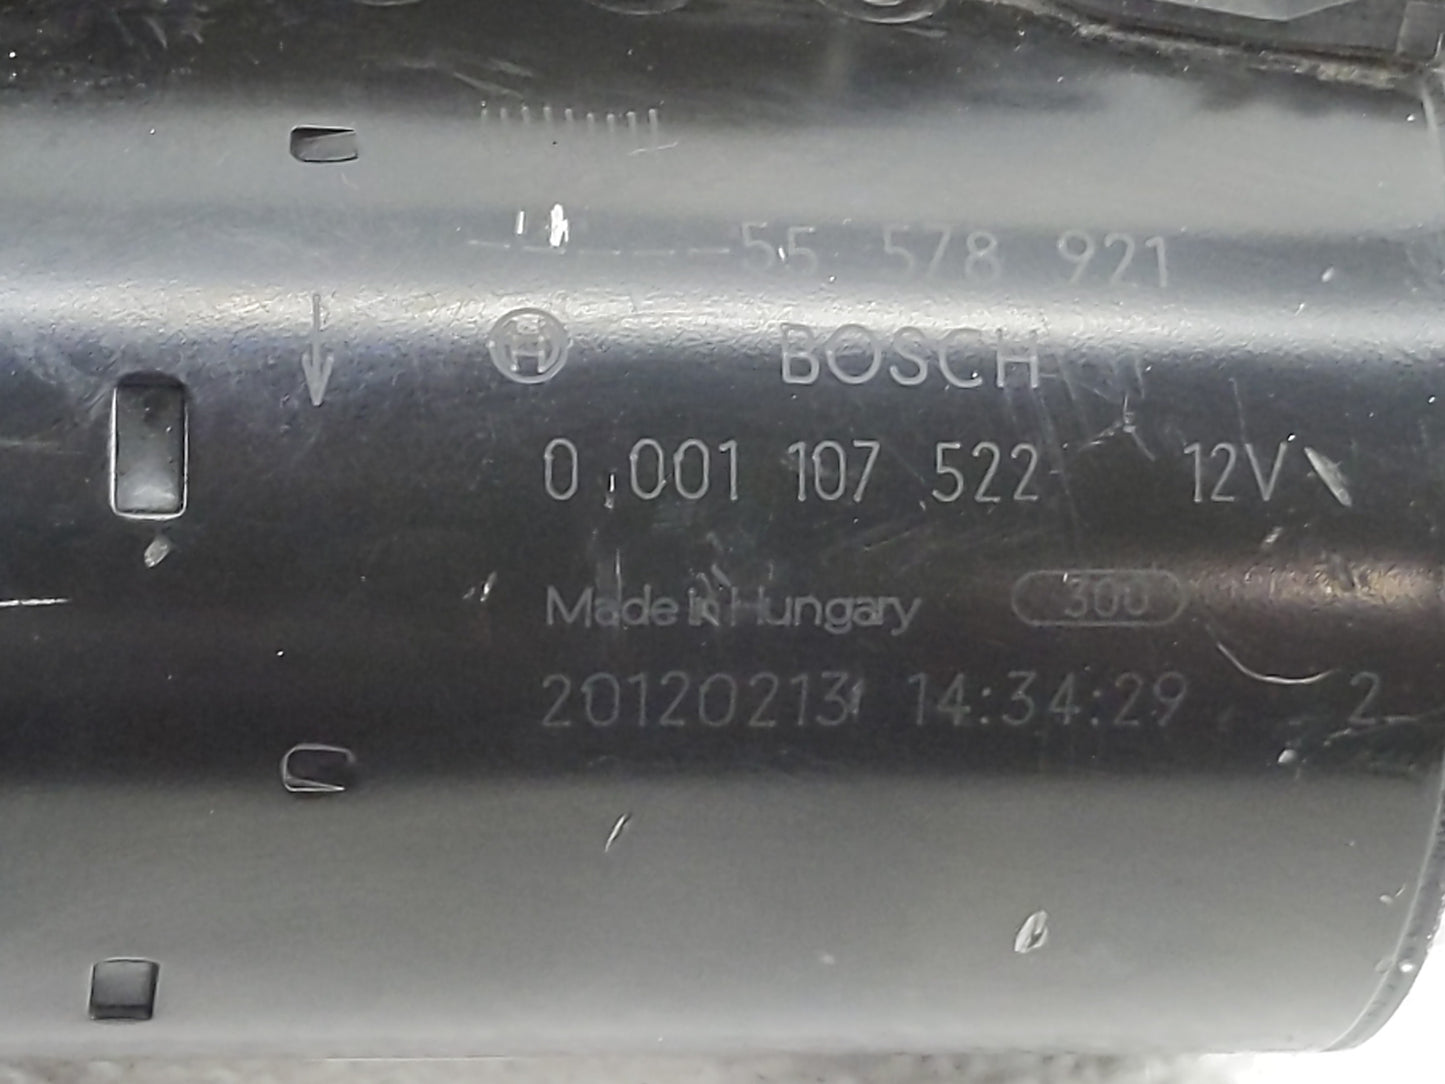 55 578 921
BOSCH
0 001 107 522 12V
Made in Hungary 300
20120213 14:34:29 2